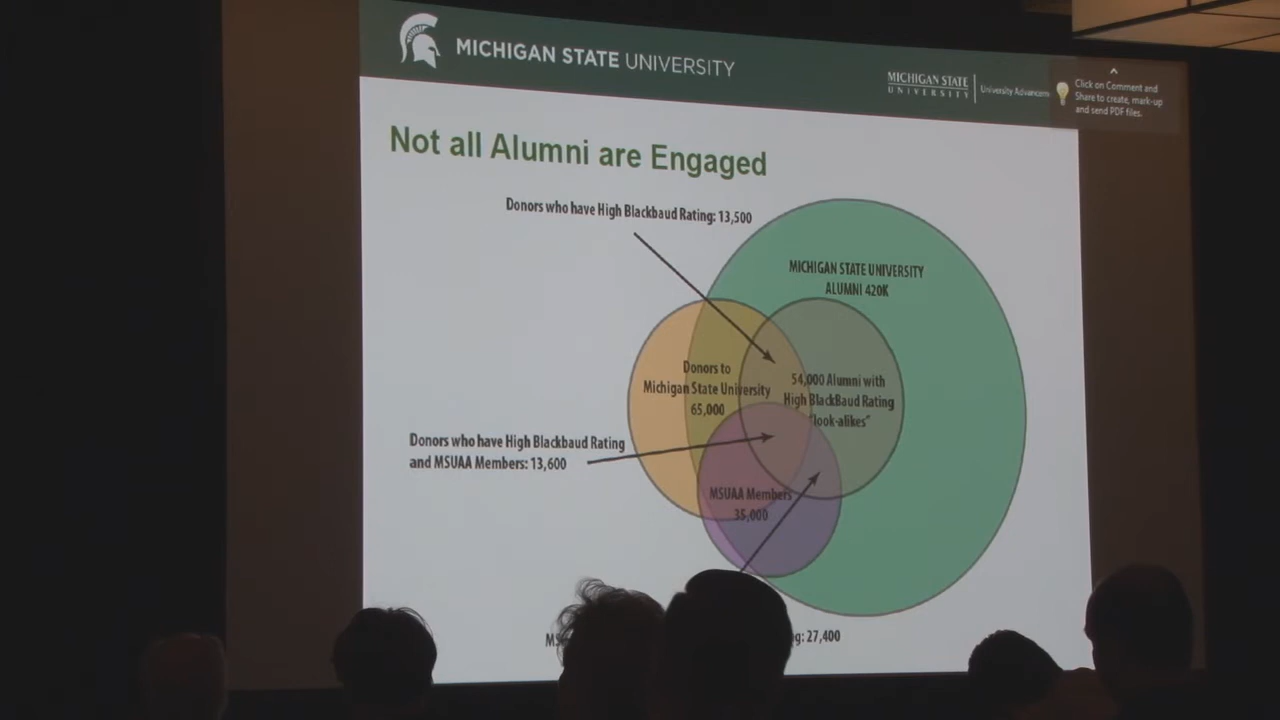 MICHIGAN STATE UNIVERSITY
MICHIGAN STATE
UNIVERSITY
University Advancem
Click on Comment and
Share to create, mark-up
and send PDF files.
Not all Alumni are Engaged
Donors who have High Blackbaud Rating: 13,500
MICHIGAN STATE UNIVERSITY
ALUMNI 420K
Donors to
Michigan State University
65,000
54,000 Alumni with
High BlackBaud Rating
"look-alikes"
Donors who have High Blackbaud Rating
and MSUAA Members: 13,600
MSUAA Members
35,000
27,400